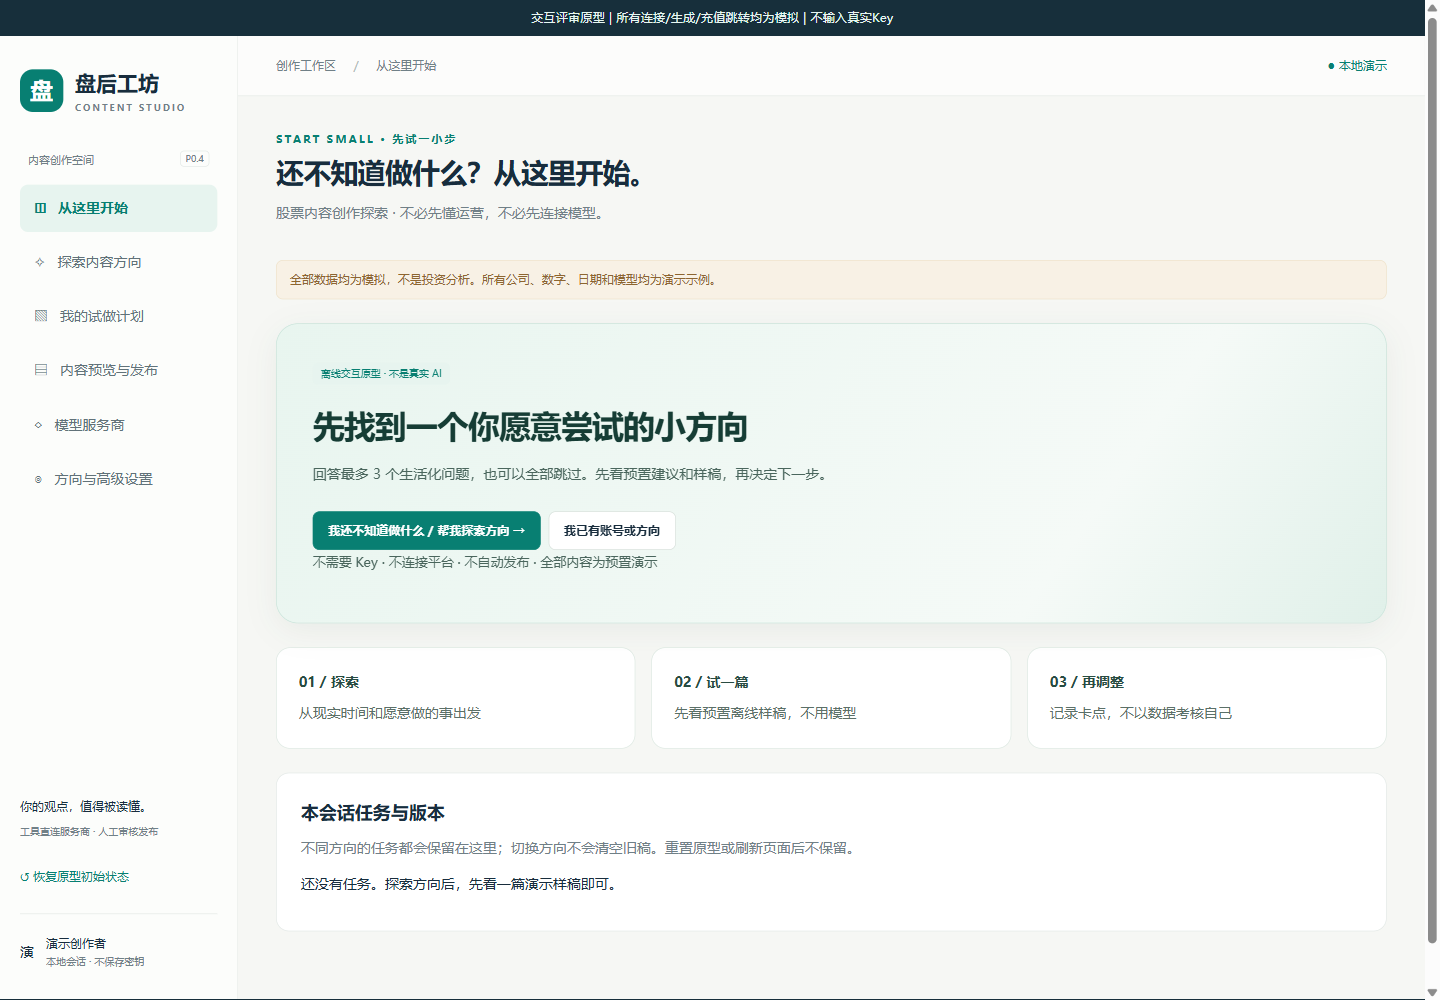 交互评审原型 | 所有连接/生成/充值跳转均为模拟 | 不输入真实Key
盘
盘后工坊
CONTENT STUDIO
内容创作空间
P0.4
从这里开始
探索内容方向
我的试做计划
内容预览与发布
模型服务商
方向与高级设置
你的观点，值得被读懂。
工具直连服务商 · 人工审核发布
↺ 恢复原型初始状态
演
演示创作者
本地会话 · 不保存密钥
创作工作区 / 从这里开始
● 本地演示
START SMALL • 先试一小步
还不知道做什么？从这里开始。
股票内容创作探索 · 不必先懂运营，不必先连接模型。
全部数据均为模拟，不是投资分析。所有公司、数字、日期和模型均为演示示例。
离线交互原型 · 不是真实 AI
先找到一个你愿意尝试的小方向
回答最多 3 个生活化问题，也可以全部跳过。先看预置建议和样稿，再决定下一步。
我还不知道做什么 / 帮我探索方向 →
我已有账号或方向
不需要 Key · 不连接平台 · 不自动发布 · 全部内容为预置演示
01 / 探索
从现实时间和愿意做的事出发
02 / 试一篇
先看预置离线样稿，不用模型
03 / 再调整
记录卡点，不以数据考核自己
本会话任务与版本
不同方向的任务都会保留在这里；切换方向不会清空旧稿。重置原型或刷新页面后不保留。
还没有任务。探索方向后，先看一篇演示样稿即可。